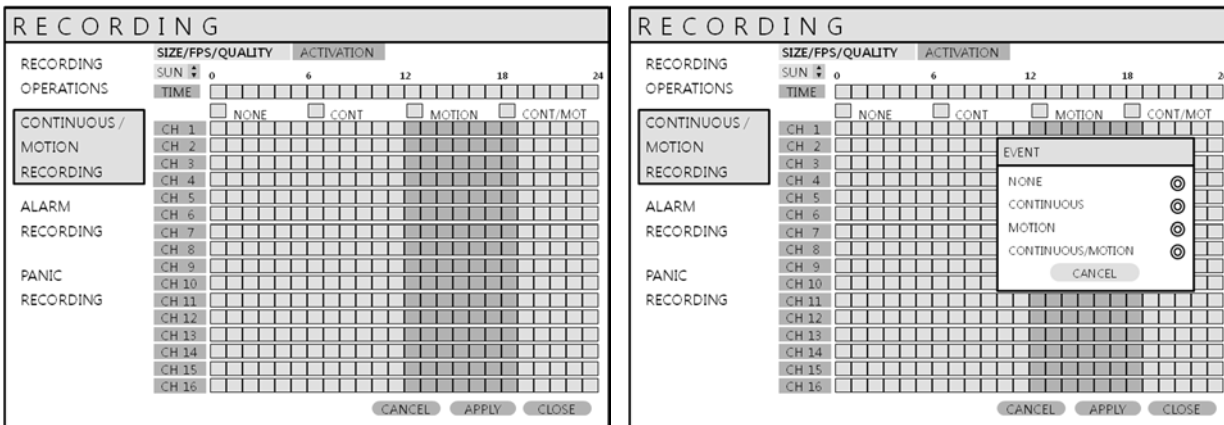 RECORDING
SIZE/FPS/QUALITY ACTIVATION
RECORDING
OPERATIONS
SUN 0 6 12 18 24
TIME
NONE CONT MOTION CONT/MOT
CONTINUOUS /
MOTION
RECORDING
ALARM
RECORDING
PANIC
RECORDING
CH 1
CH 2
CH 3
CH 4
CH 5
CH 6
CH 7
CH 8
CH 9
CH 10
CH 11
CH 12
CH 13
CH 14
CH 15
CH 16
CANCEL APPLY CLOSE
RECORDING
SIZE/FPS/QUALITY ACTIVATION
RECORDING
OPERATIONS
SUN 0 6 12 18
TIME
NONE CONT MOTION CONT/MOT
CONTINUOUS /
MOTION
RECORDING
ALARM
RECORDING
PANIC
RECORDING
CH 1
CH 2
CH 3
CH 4
CH 5
CH 6
CH 7
CH 8
CH 9
CH 10
CH 11
CH 12
CH 13
CH 14
CH 15
CH 16
EVENT
NONE
CONTINUOUS
MOTION
CONTINUOUS/MOTION
CANCEL
CANCEL APPLY CLOSE